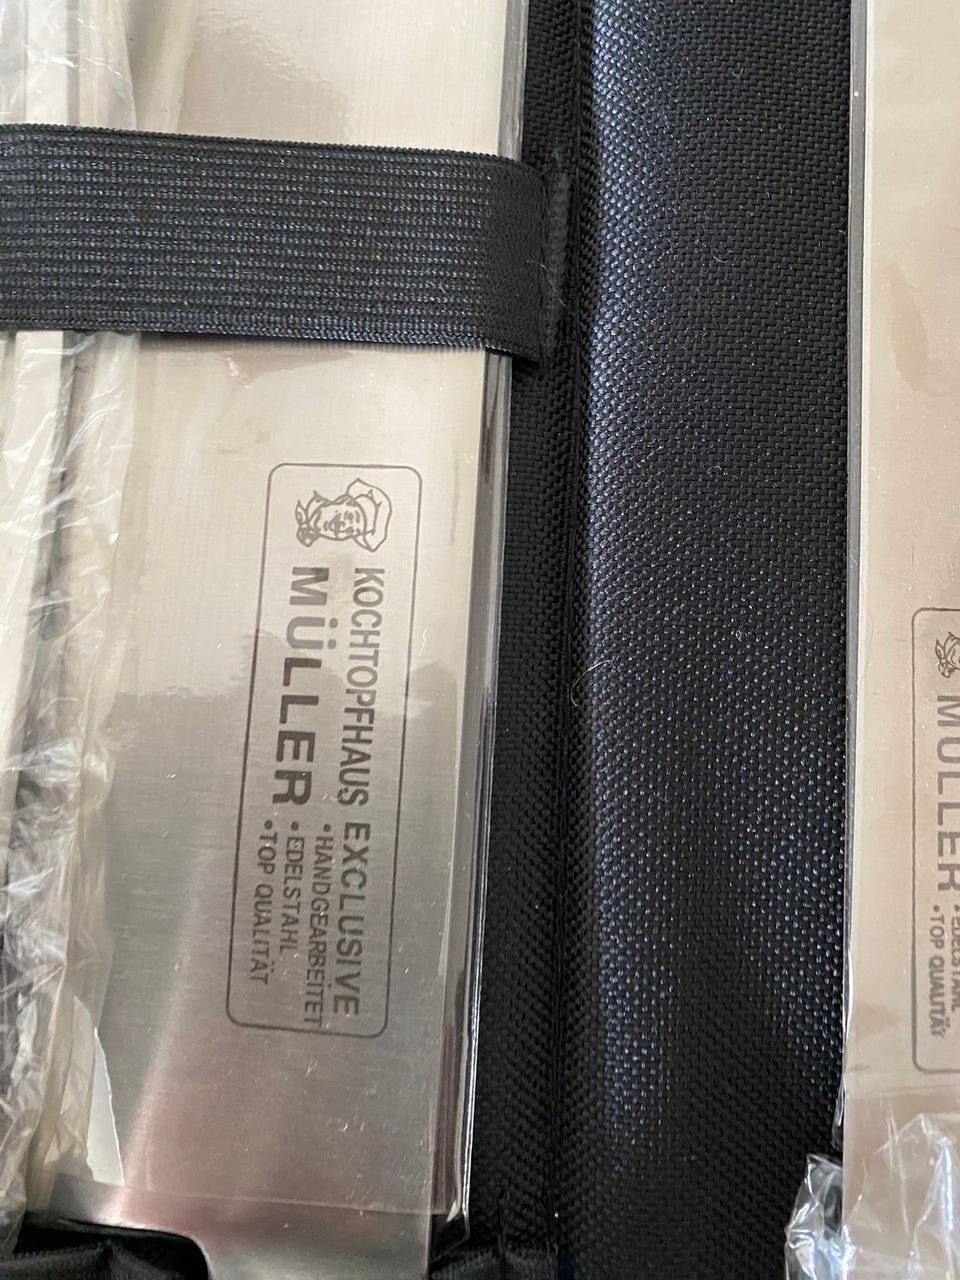 KOCHTOPFHAUS EXCLUSIVE
MÜLLER
•HANDGEARBEITET
•EDELSTAHL
•TOP QUALITÄT
MÜLLER
•EDELSTAHL
•TOP QUALITÄT